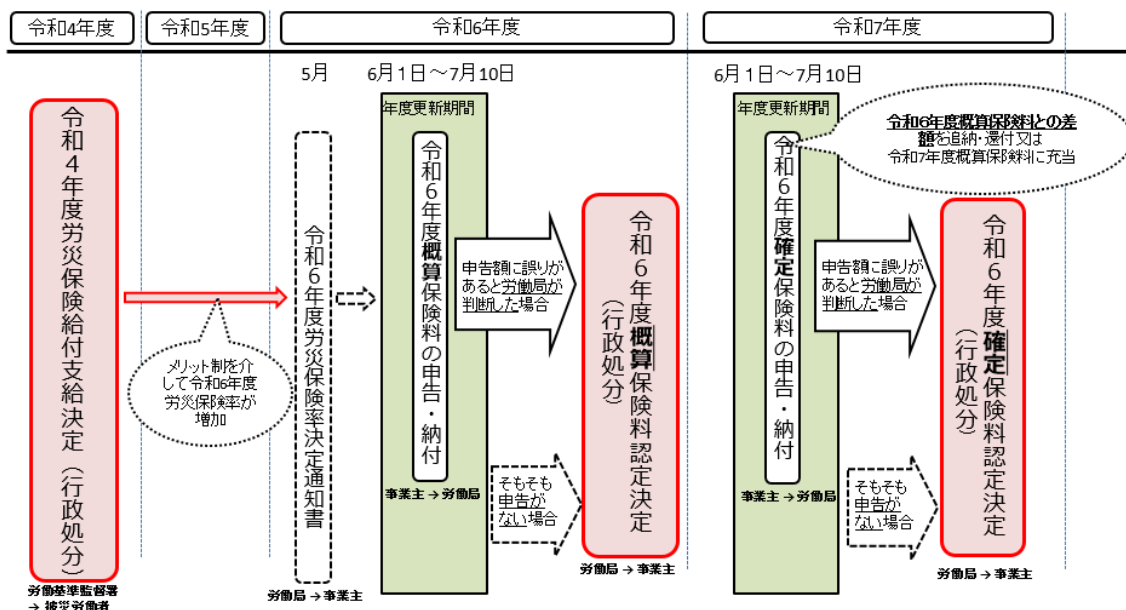 令和4年度
令和5年度
令和6年度
令和7年度
5月
6月1日～7月10日
6月1日～7月10日
令和４年度労災保険給付支給決定（行政処分）
労働基準監督署
→ 被災労働者
メリット制を介
して令和6年度
労災保険率が
増加
令和６年度労災保険率決定通知書
労働局 → 事業主
年度更新期間
令和６年度概算保険料の申告・納付
事業主 → 労働局
申告額に誤りが
あると労働局が
判断した場合
そもそも
申告が
ない場合
令和６年度概算保険料認定決定
（行政処分）
労働局 → 事業主
年度更新期間
令和６年度確定保険料の申告・納付
事業主 → 労働局
令和6年度概算保険料との差
額を追納・還付又は
令和7年度概算保険料に充当
申告額に誤りが
あると労働局が
判断した場合
そもそも
申告が
ない場合
令和６年度確定保険料認定決定
（行政処分）
労働局 → 事業主